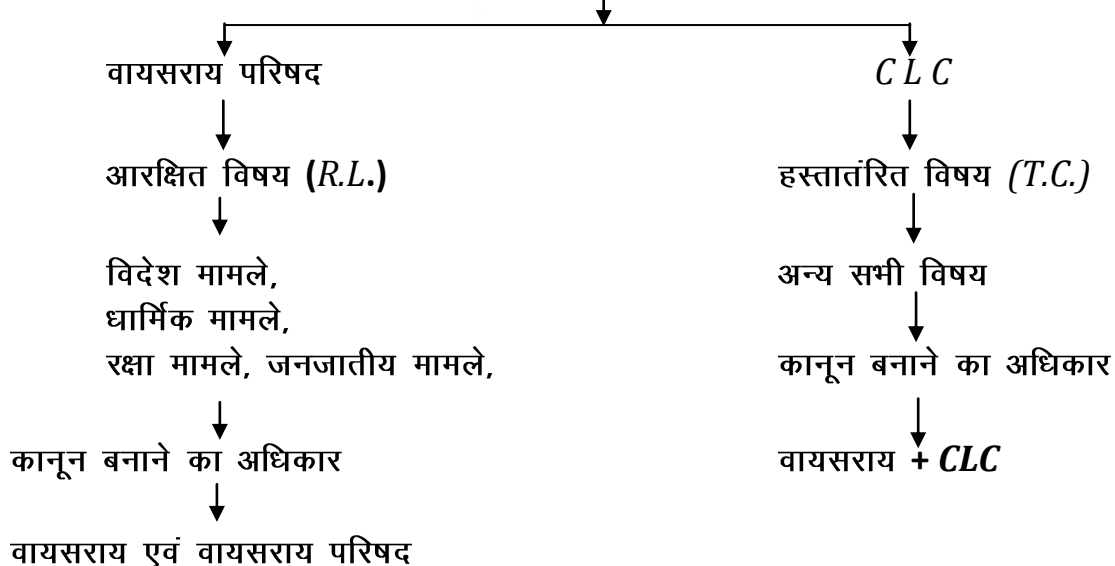 वायसराय परिषद
C L C
आरक्षित विषय (R.L.)
हस्तातंरित विषय (T.C.)
विदेश मामले,
धार्मिक मामले,
रक्षा मामले, जनजातीय मामले,
अन्य सभी विषय
कानून बनाने का अधिकार
कानून बनाने का अधिकार
वायसराय + CLC
वायसराय एवं वायसराय परिषद